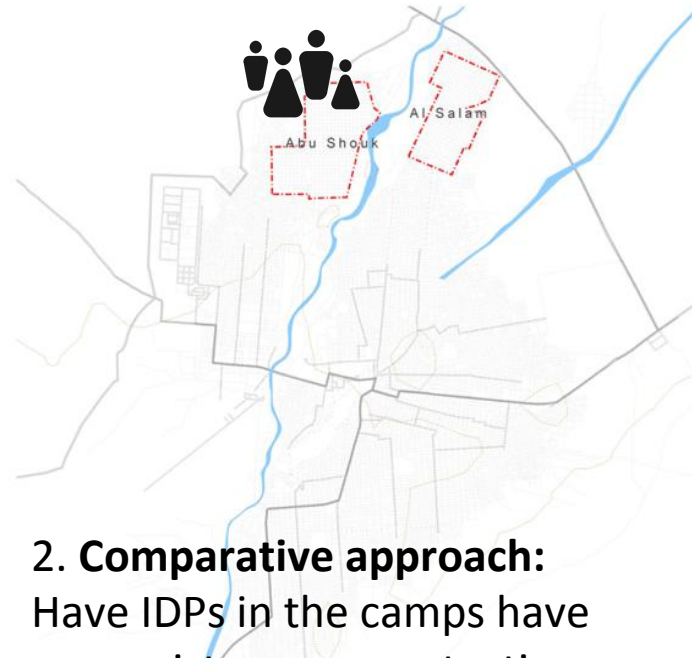 Al Salam
Abu Shouk
2. Comparative approach:
Have IDPs in the camps have